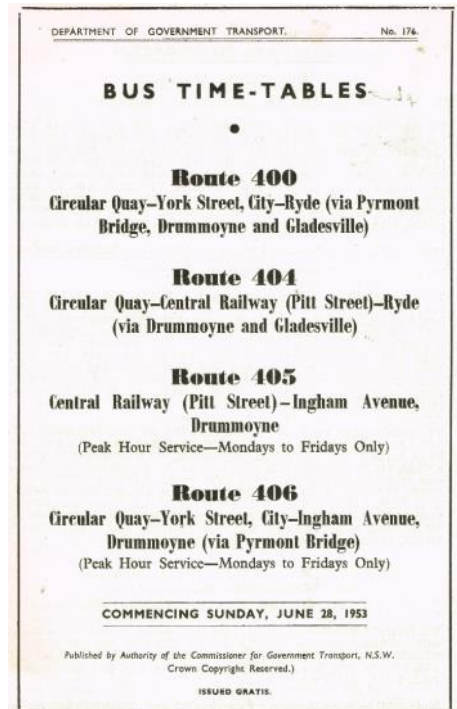 DEPARTMENT OF GOVERNMENT TRANSPORT. No. 176.
BUS TIME-TABLES
Route 400
Circular Quay–York Street, City–Ryde (via Pyrmont
Bridge, Drummoyne and Gladesville)
Route 404
Circular Quay–Central Railway (Pitt Street)–Ryde
(via Drummoyne and Gladesville)
Route 405
Central Railway (Pitt Street)–Ingham Avenue,
Drummoyne
(Peak Hour Service—Mondays to Fridays Only)
Route 406
Circular Quay–York Street, City–Ingham Avenue,
Drummoyne (via Pyrmont Bridge)
(Peak Hour Service—Mondays to Fridays Only)
COMMENCING SUNDAY, JUNE 28, 1953
Published by Authority of the Commissioner for Government Transport, N.S.W.
Crown Copyright Reserved.)
ISSUED GRATIS.